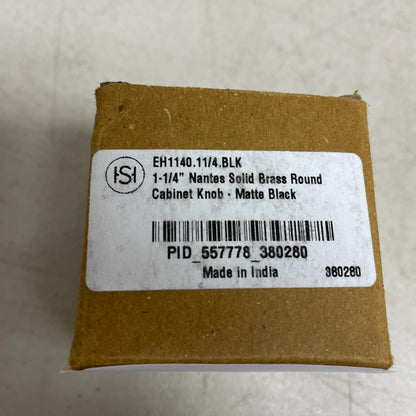 HSI
EH1140.11/4.BLK
1-1/4" Nantes Solid Brass Round
Cabinet Knob - Matte Black
PID_557778_380280
Made in India 380280